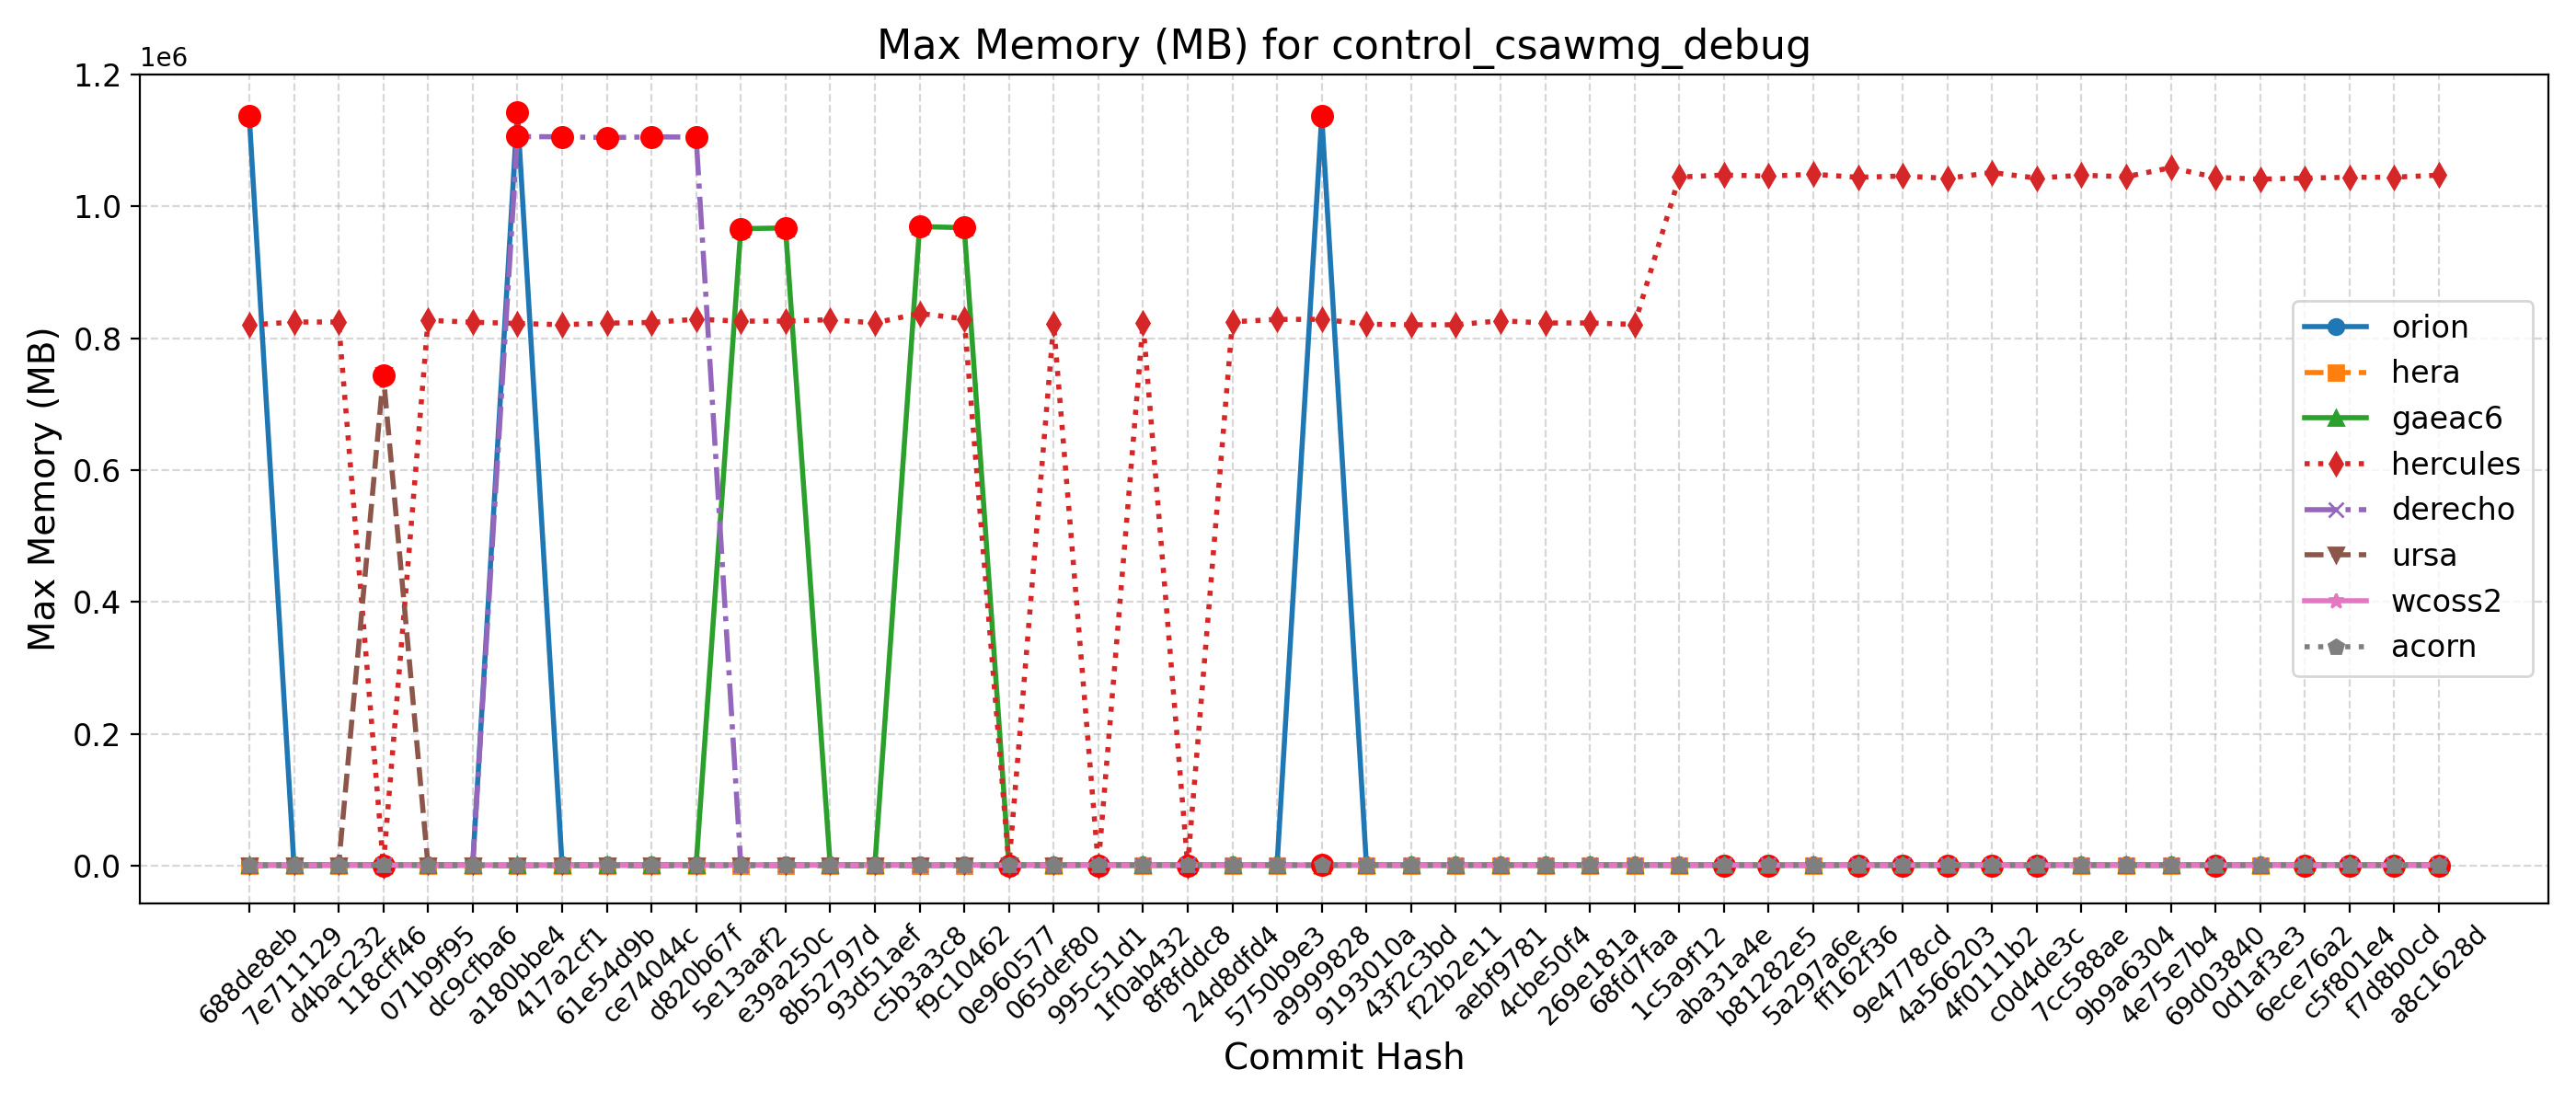 Max Memory (MB) for control_csawmg_debug
1e6
1.2
1.0
0.8
0.6
0.4
0.2
0.0
Max Memory (MB)
orion
hera
gaeac6
hercules
derecho
ursa
wcoss2
acorn
688de8eb
7e711129
d4bac232
118cff46
071b9f95
dc9cfba6
a180bbe4
417a2cf1
61e54d9b
ce74044c
d820b67f
5e13aaf2
e39a250c
8b52797d
93d51aef
c5b3a3c8
f9c10462
0e960577
065def80
995c51d1
1f0ab432
8f8fddc8
24d8dfd4
5750b9e3
a9999828
9193010a
43f2c3bd
f22b2e11
aebf9781
4cbe50f4
269e181a
68fd7faa
1c5a9f12
aba31a4e
b81282e5
5a297a6e
ff162f36
9e4778cd
4a566203
4f0111b2
c0d4de3c
7cc588ae
9b9a6304
4e75e7b4
69d03840
0d1af3e3
6ece76a2
c5f801e4
f7d8b0cd
a8c1628d
Commit Hash